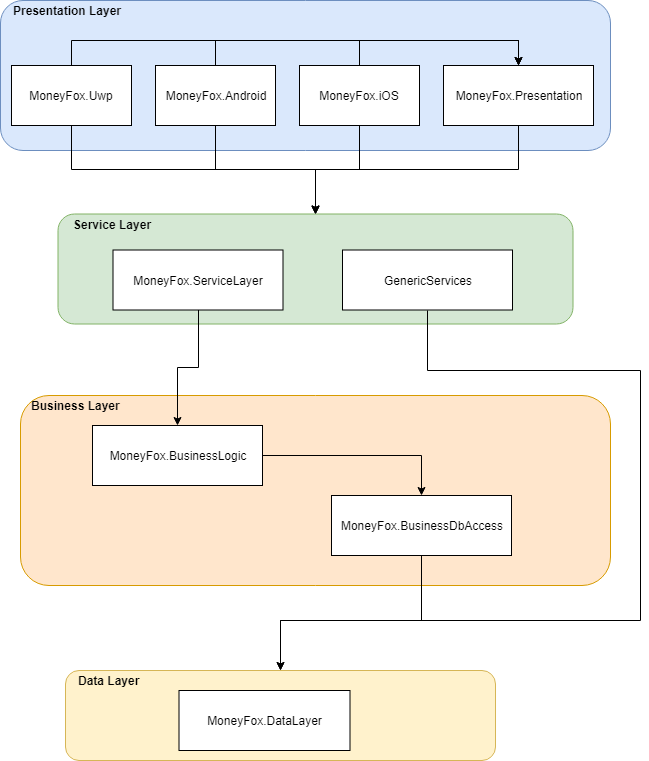 Presentation Layer
MoneyFox.Uwp
MoneyFox.Android
MoneyFox.iOS
MoneyFox.Presentation
Service Layer
MoneyFox.ServiceLayer
GenericServices
Business Layer
MoneyFox.BusinessLogic
MoneyFox.BusinessDbAccess
Data Layer
MoneyFox.DataLayer